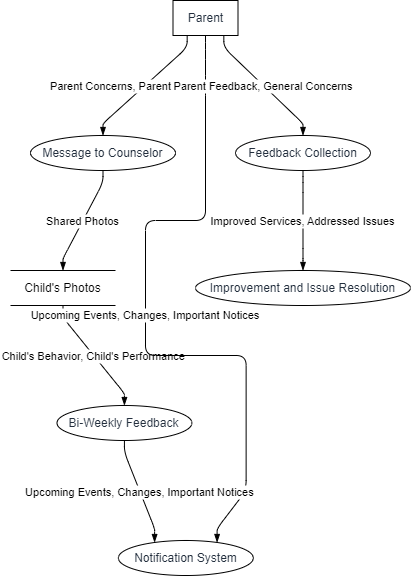 Parent
Parent Concerns, Parent Parent Feedback, General Concerns
Message to Counselor
Feedback Collection
Shared Photos
Improved Services, Addressed Issues
Child's Photos
Improvement and Issue Resolution
Upcoming Events, Changes, Important Notices
Child's Behavior, Child's Performance
Bi-Weekly Feedback
Upcoming Events, Changes, Important Notices
Notification System